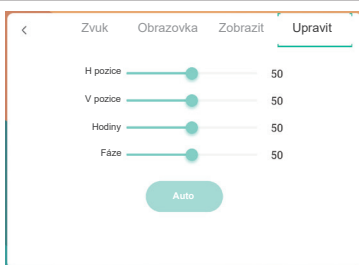 Zvuk Obrazovka Zobrazit Upravit
H pozice 50
V pozice 50
Hodiny 50
Fáze 50
Auto